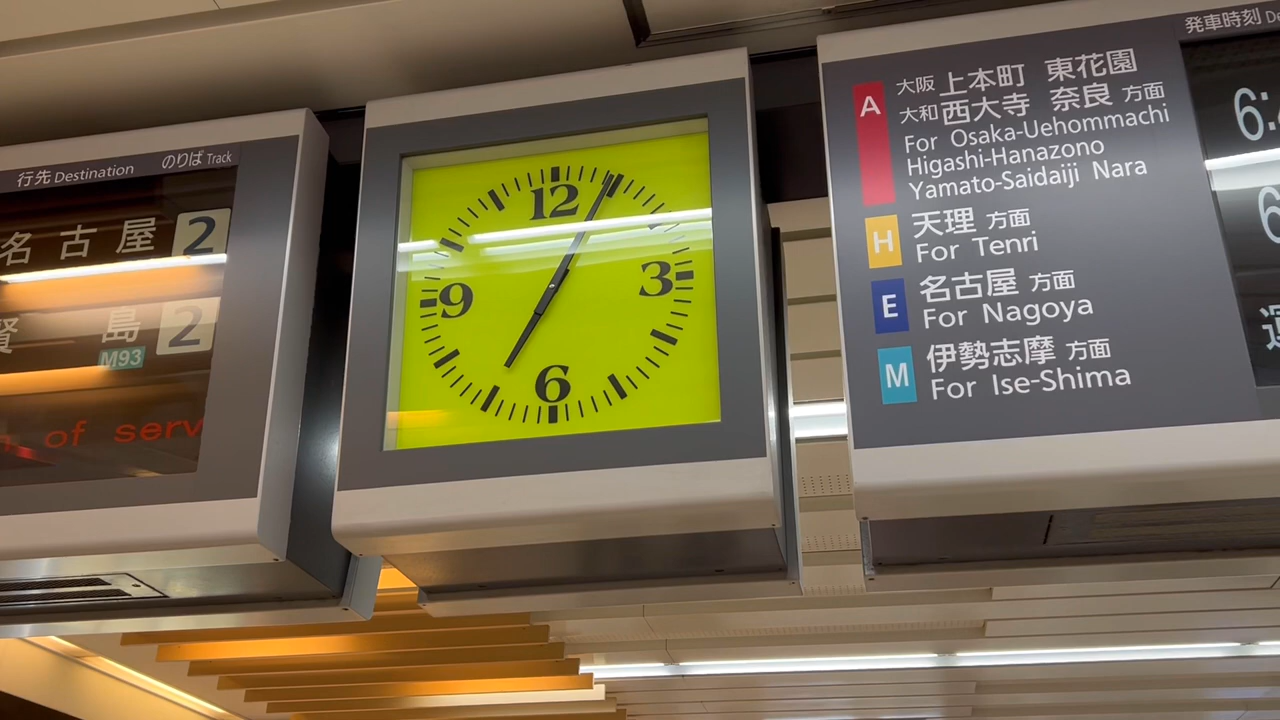 行先 Destination のりば Track
名古屋 2
島 2
M93
of serv
12
3
6
9
発車時刻
A 大阪上本町 東花園
大和西大寺 奈良 方面
For Osaka-Uehommachi
Higashi-Hanazono
Yamato-Saidaiji Nara
H 天理 方面
For Tenri
E 名古屋 方面
For Nagoya
M 伊勢志摩 方面
For Ise-Shima
6:
6